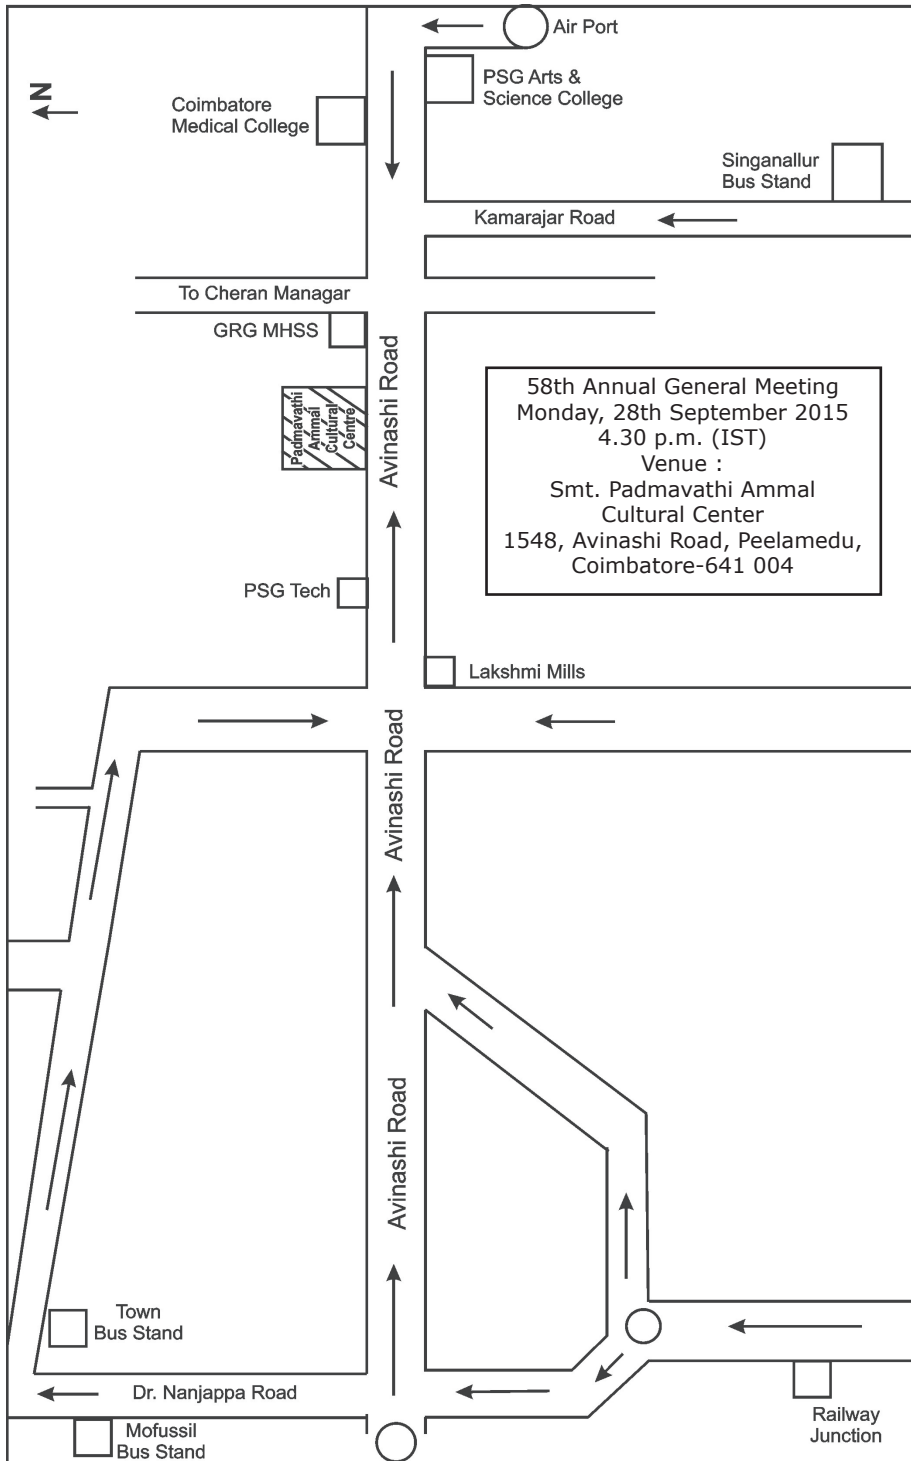 Air Port
PSG Arts &
Science College
N
Coimbatore
Medical College
Singanallur
Bus Stand
Kamarajar Road
To Cheran Managar
GRG MHSS
Avinashi Road
Padmavathi
Ammal
Cultural
Centre
58th Annual General Meeting
Monday, 28th September 2015
4.30 p.m. (IST)
Venue :
Smt. Padmavathi Ammal
Cultural Center
1548, Avinashi Road, Peelamedu,
Coimbatore-641 004
PSG Tech
Lakshmi Mills
Avinashi Road
Avinashi Road
Town
Bus Stand
Dr. Nanjappa Road
Mofussil
Bus Stand
Railway
Junction